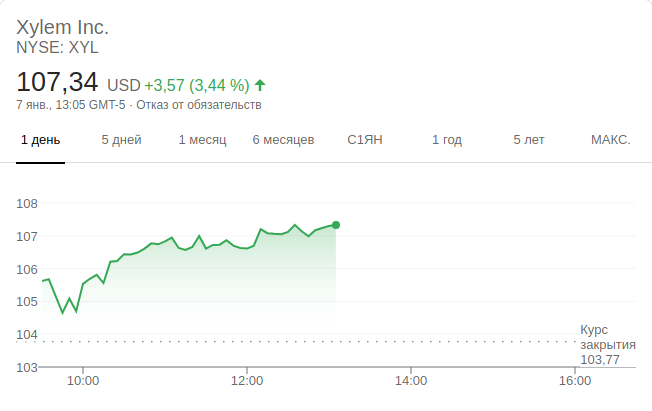 Xylem Inc.
NYSE: XYL
107,34 USD +3,57 (3,44 %)
7 янв., 13:05 GMT-5 · Отказ от обязательств
1 день 5 дней 1 месяц 6 месяцев С1ЯН 1 год 5 лет МАКС.
108
107
106
105
104
103
Курс
закрытия
103,77
10:00 12:00 14:00 16:00